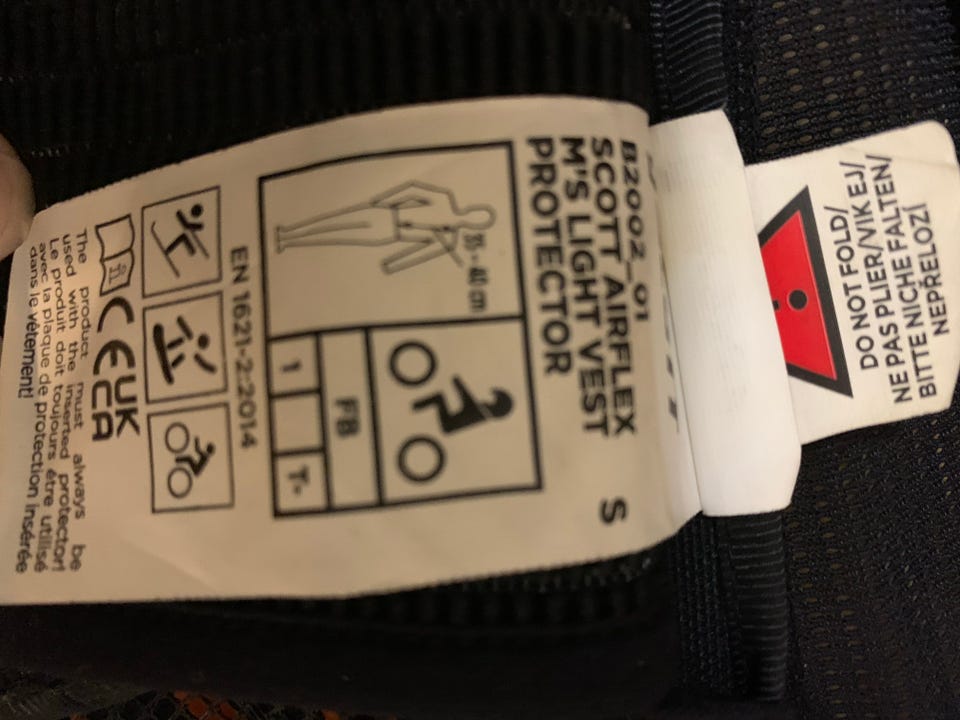 B2002_01
SCOTT AIRFLEX
M'S LIGHT VEST S
PROTECTOR
35 - 40 cm
FB
1
T-
EN 1621-2:2014
CE UK
CA
The product must always be
used with the inserted protector!
Le produit doit toujours être utilisé
avec la plaque de protection insérée
dans le vêtement!
DO NOT FOLD/
NE PAS PLIER/VIK EJ/
BITTE NICHE FALTEN/
NEPŘELOZÍ